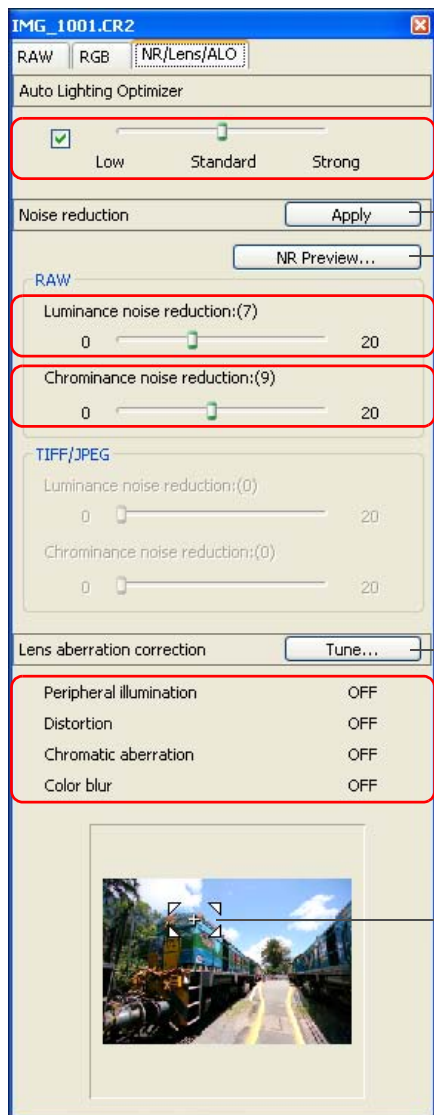 IMG_1001.CR2
RAW RGB NR/Lens/ALO
Auto Lighting Optimizer
Low Standard Strong
Noise reduction Apply
NR Preview...
RAW
Luminance noise reduction:(7)
0 20
Chrominance noise reduction:(9)
0 20
TIFF/JPEG
Luminance noise reduction:(0)
0 20
Chrominance noise reduction:(0)
0 20
Lens aberration correction Tune...
Peripheral illumination OFF
Distortion OFF
Chromatic aberration OFF
Color blur OFF